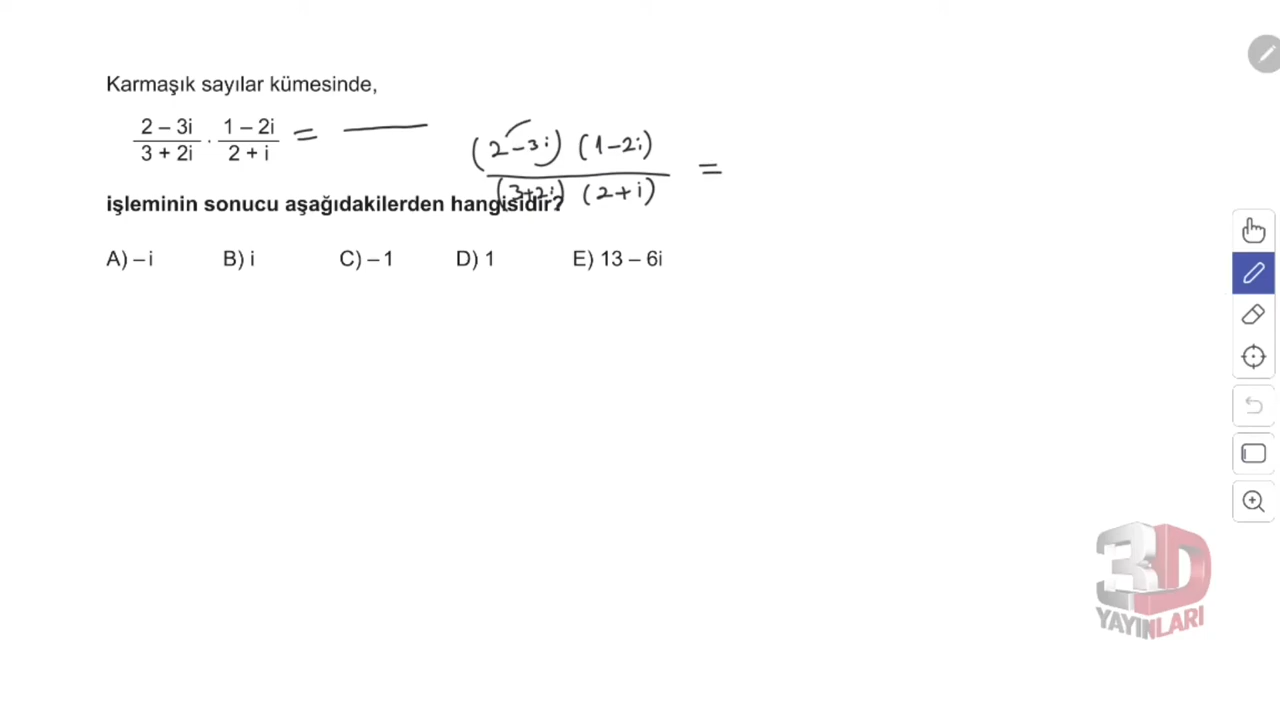 Karmaşık sayılar kümesinde,
2 – 3i / 3 + 2i · 1 – 2i / 2 + i =
(2 – 3i) (1 – 2i) / (3 + 2i) (2 + i) =
işleminin sonucu aşağıdakilerden hangisidir?
A) – i B) i C) – 1 D) 1 E) 13 – 6i
3D
YAYINLARI